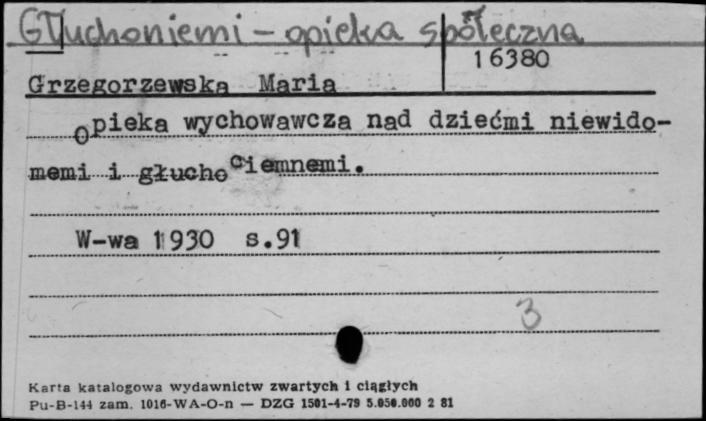 Głuchoniemi - opieka społeczna
16380
Grzegorzewska Maria
Opieka wychowawcza nad dziećmi niewido-
memi i głuchociemnemi.
W-wa 1930 s.91
3
Karta katalogowa wydawnictw zwartych i ciągłych
Pu-B-144 zam. 1016-WA-O-n — DZG 1501-4-79 5.050.000 2 81